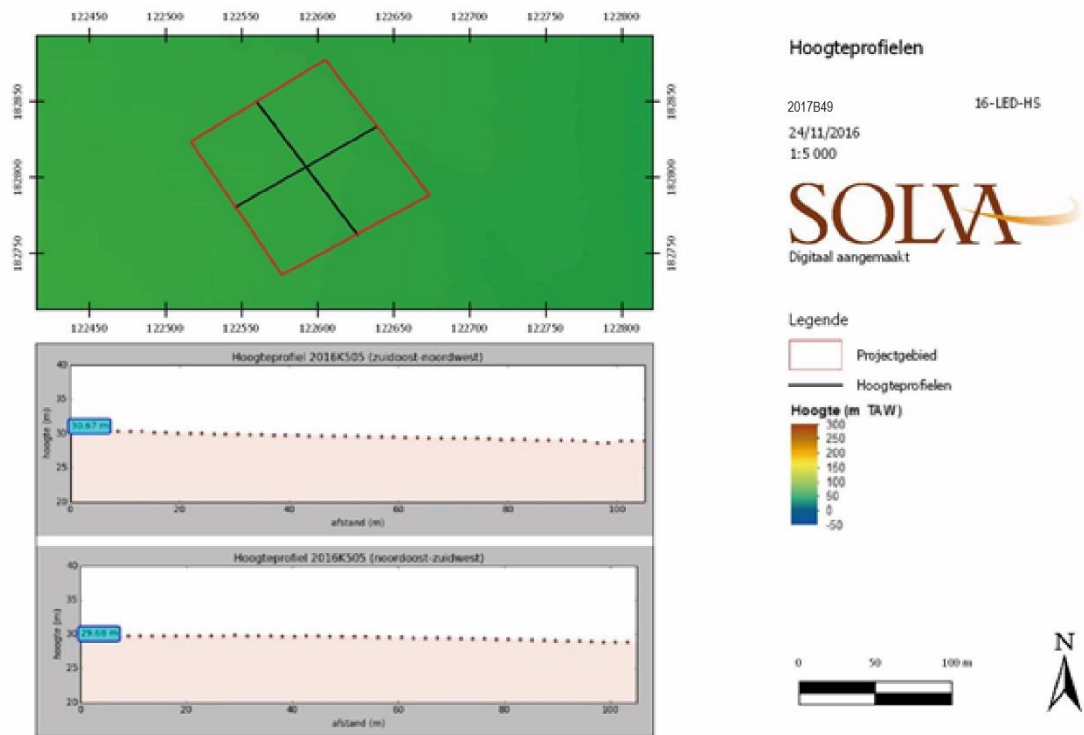 122450 122500 122550 122600 122650 122700 122750 122800
182850 182850
182800 182800
182750 182750
122450 122500 122550 122600 122650 122700 122750 122800
Hoogteprofiel 2016K505 (zuidoost-noordwest)
40
35
30
25
20
hoogte (m)
30.67 m
0 20 40 60 80 100
afstand (m)
Hoogteprofiel 2016K505 (noordoost-zuidwest)
40
35
30
25
20
hoogte (m)
29.68 m
0 20 40 60 80 100
afstand (m)
Hoogteprofielen
2017B49 16-LED-HS
24/11/2016
1:5 000
SOLVA
Digitaal aangemaakt
Legende
Projectgebied
Hoogteprofielen
Hoogte (m TAW)
300
250
200
150
100
50
0
-50
0 50 100 m
N